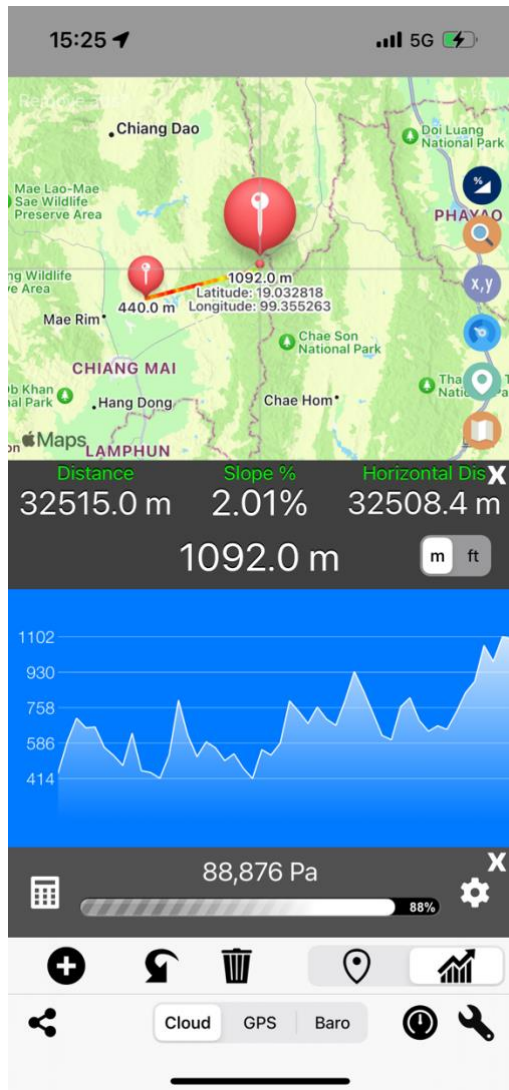 15:25
5G
Remove ads
Chiang Dao
Doi Luang
National Park
Mae Lao-Mae
Sae Wildlife
Preserve Area
%
PHAYAO
x,y
1092.0 m
Latitude: 19.032818
Longitude: 99.355263
440.0 m
ng Wildlife
e Area
Mae Rim
Chae Son
National Park
CHIANG MAI
Hang Dong
Chae Hom
Maps
LAMPHUN
Distance
Slope %
Horizontal Dis
X
32515.0 m
2.01%
32508.4 m
1092.0 m
m
ft
1102
930
758
586
414
88,876 Pa
X
88%
Cloud
GPS
Baro